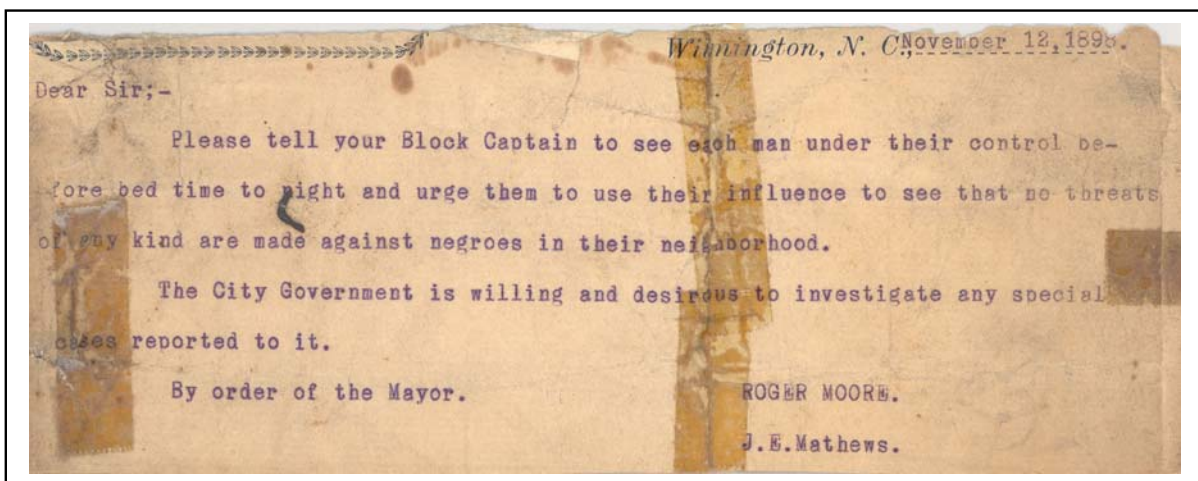 Wilmington, N. C., November 12, 1898.
Dear Sir;-
Please tell your Block Captain to see each man under their control be-
fore bed time to night and urge them to use their influence to see that no threats
of any kind are made against negroes in their neighborhood.
The City Government is willing and desirous to investigate any special
cases reported to it.
By order of the Mayor. ROGER MOORE.
J.E.Mathews.